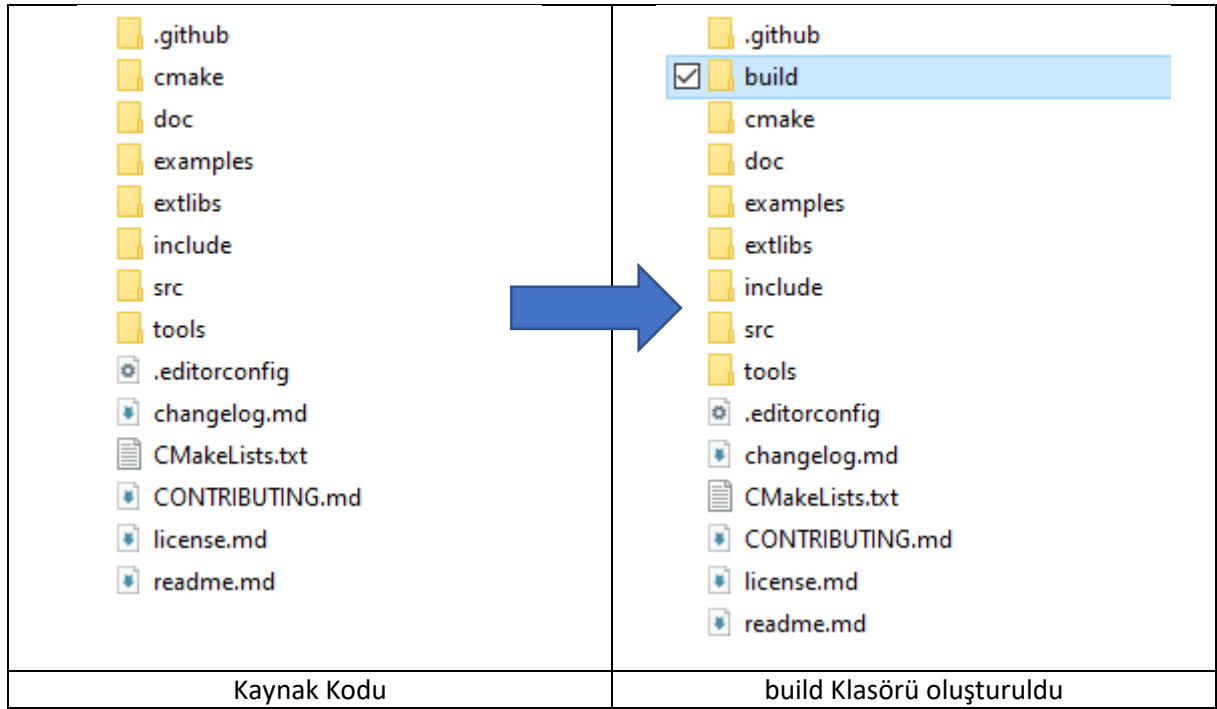 .github
cmake
doc
examples
extlibs
include
src
tools
.editorconfig
changelog.md
CMakeLists.txt
CONTRIBUTING.md
license.md
readme.md
Kaynak Kodu
.github
build
cmake
doc
examples
extlibs
include
src
tools
.editorconfig
changelog.md
CMakeLists.txt
CONTRIBUTING.md
license.md
readme.md
build Klasörü oluşturuldu